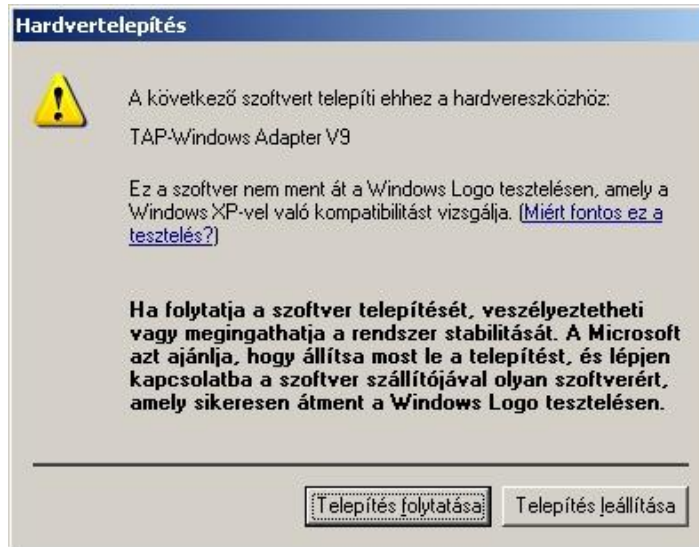 Hardvertelepítés
A következő szoftvert telepíti ehhez a hardvereszközhöz:
TAP-Windows Adapter V9
Ez a szoftver nem ment át a Windows Logo tesztelésen, amely a
Windows XP-vel való kompatibilitást vizsgálja. (Miért fontos ez a
tesztelés?)
Ha folytatja a szoftver telepítését, veszélyeztetheti
vagy megingathatja a rendszer stabilitását. A Microsoft
azt ajánlja, hogy állítsa most le a telepítést, és lépjen
kapcsolatba a szoftver szállítójával olyan szoftverért,
amely sikeresen átment a Windows Logo tesztelésen.
Telepítés folytatása Telepítés leállítása